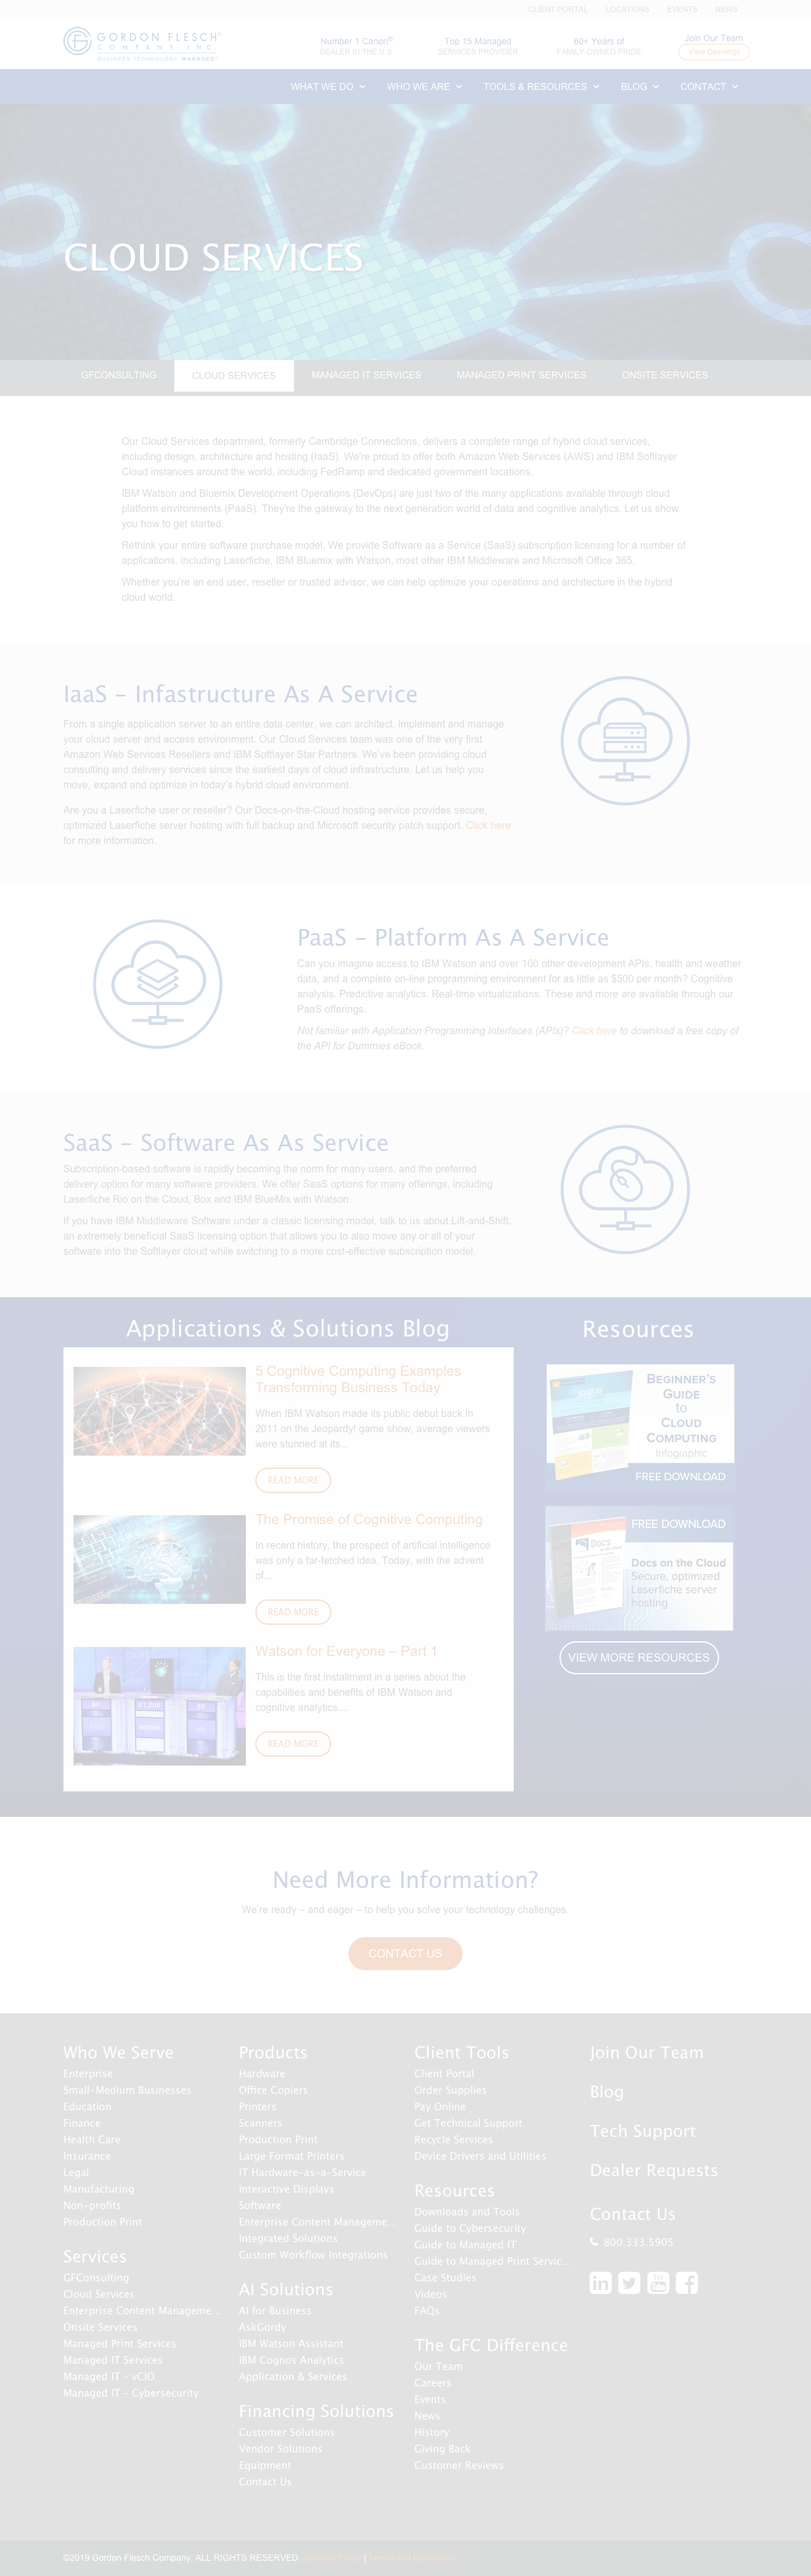 CLIENT PORTAL LOCATIONS EVENTS NEWS
GORDON FLESCH
COMPANY INC
BUSINESS TECHNOLOGY, MANAGED
Number 1 Canon®
DEALER IN THE U.S.
Top 15 Managed
SERVICES PROVIDER
60+ Years of
FAMILY-OWNED PRIDE
Join Our Team
View Openings
WHAT WE DO WHO WE ARE TOOLS & RESOURCES BLOG CONTACT
CLOUD SERVICES
GFCONSULTING CLOUD SERVICES MANAGED IT SERVICES MANAGED PRINT SERVICES ONSITE SERVICES
Our Cloud Services department, formerly Cambridge Connections, delivers a complete range of hybrid cloud services,
including design, architecture and hosting (IaaS). We're proud to offer both Amazon Web Services (AWS) and IBM Softlayer
Cloud instances around the world, including FedRamp and dedicated government locations.
IBM Watson and Bluemix Development Operations (DevOps) are just two of the many applications available through cloud
platform environments (PaaS). They're the gateway to the next generation world of data and cognitive analytics. Let us show
you how to get started.
Rethink your entire software purchase model. We provide Software as a Service (SaaS) subscription licensing for a number of
applications, including Laserfiche, IBM Bluemix with Watson, most other IBM Middleware and Microsoft Office 365.
Whether you're an end user, reseller or trusted advisor, we can help optimize your operations and architecture in the hybrid
cloud world.
IaaS - Infastructure As A Service
From a single application server to an entire data center, we can architect, implement and manage
your cloud server and access environment. Our Cloud Services team was one of the very first
Amazon Web Services Resellers and IBM Softlayer Star Partners. We've been providing cloud
consulting and delivery services since the earliest days of cloud infrastructure. Let us help you
move, expand and optimize in today's hybrid cloud environment.
Are you a Laserfiche user or reseller? Our Docs-on-the-Cloud hosting service provides secure,
optimized Laserfiche server hosting with full backup and Microsoft security patch support. Click here
for more information.
PaaS - Platform As A Service
Can you imagine access to IBM Watson and over 100 other development APIs, health and weather
data, and a complete on-line programming environment for as little as $500 per month? Cognitive
analysis. Predictive analytics. Real-time virtualizations. These and more are available through our
PaaS offerings.
Not familiar with Application Programming Interfaces (APIs)? Click here to download a free copy of
the API for Dummies eBook.
SaaS - Software As As Service
Subscription-based software is rapidly becoming the norm for many users, and the preferred
delivery option for many software providers. We offer SaaS options for many offerings, including
Laserfiche Rio on the Cloud, Box and IBM BlueMix with Watson.
If you have IBM Middleware Software under a classic licensing model, talk to us about Lift-and-Shift,
an extremely beneficial SaaS licensing option that allows you to also move any or all of your
software into the Softlayer cloud while switching to a more cost-effective subscription model.
Applications & Solutions Blog
5 Cognitive Computing Examples
Transforming Business Today
When IBM Watson made its public debut back in
2011 on the Jeopardy! game show, average viewers
were stunned at its...
READ MORE
The Promise of Cognitive Computing
In recent history, the prospect of artificial intelligence
was only a far-fetched idea. Today, with the advent
of...
READ MORE
$0 $1,200 $0
Watson for Everyone – Part 1
This is the first installment in a series about the
capabilities and benefits of IBM Watson and
cognitive analytics....
READ MORE
Resources
BEGINNER'S
GUIDE
to
CLOUD
COMPUTING
Infographic
FREE DOWNLOAD
FREE DOWNLOAD
Docs
Docs on the Cloud
Secure, optimized
Laserfiche server
hosting
VIEW MORE RESOURCES
Need More Information?
We're ready – and eager – to help you solve your technology challenges.
CONTACT US
Who We Serve
Enterprise
Small-Medium Businesses
Education
Finance
Health Care
Insurance
Legal
Manufacturing
Non-profits
Production Print
Services
GFConsulting
Cloud Services
Enterprise Content Manageme...
Onsite Services
Managed Print Services
Managed IT Services
Managed IT - vCIO
Managed IT - Cybersecurity
Products
Hardware
Office Copiers
Printers
Scanners
Production Print
Large Format Printers
IT Hardware-as-a-Service
Interactive Displays
Software
Enterprise Content Manageme...
Integrated Solutions
Custom Workflow Integrations
AI Solutions
AI for Business
AskGordy
IBM Watson Assistant
IBM Cognos Analytics
Application & Services
Financing Solutions
Customer Solutions
Vendor Solutions
Equipment
Contact Us
Client Tools
Client Portal
Order Supplies
Pay Online
Get Technical Support
Recycle Services
Device Drivers and Utilities
Resources
Downloads and Tools
Guide to Cybersecurity
Guide to Managed IT
Guide to Managed Print Servic...
Case Studies
Videos
FAQs
The GFC Difference
Our Team
Careers
Events
News
History
Giving Back
Customer Reviews
Join Our Team
Blog
Tech Support
Dealer Requests
Contact Us
800.333.5905
©2019 Gordon Flesch Company. ALL RIGHTS RESERVED. Security Policy | Terms and Conditions